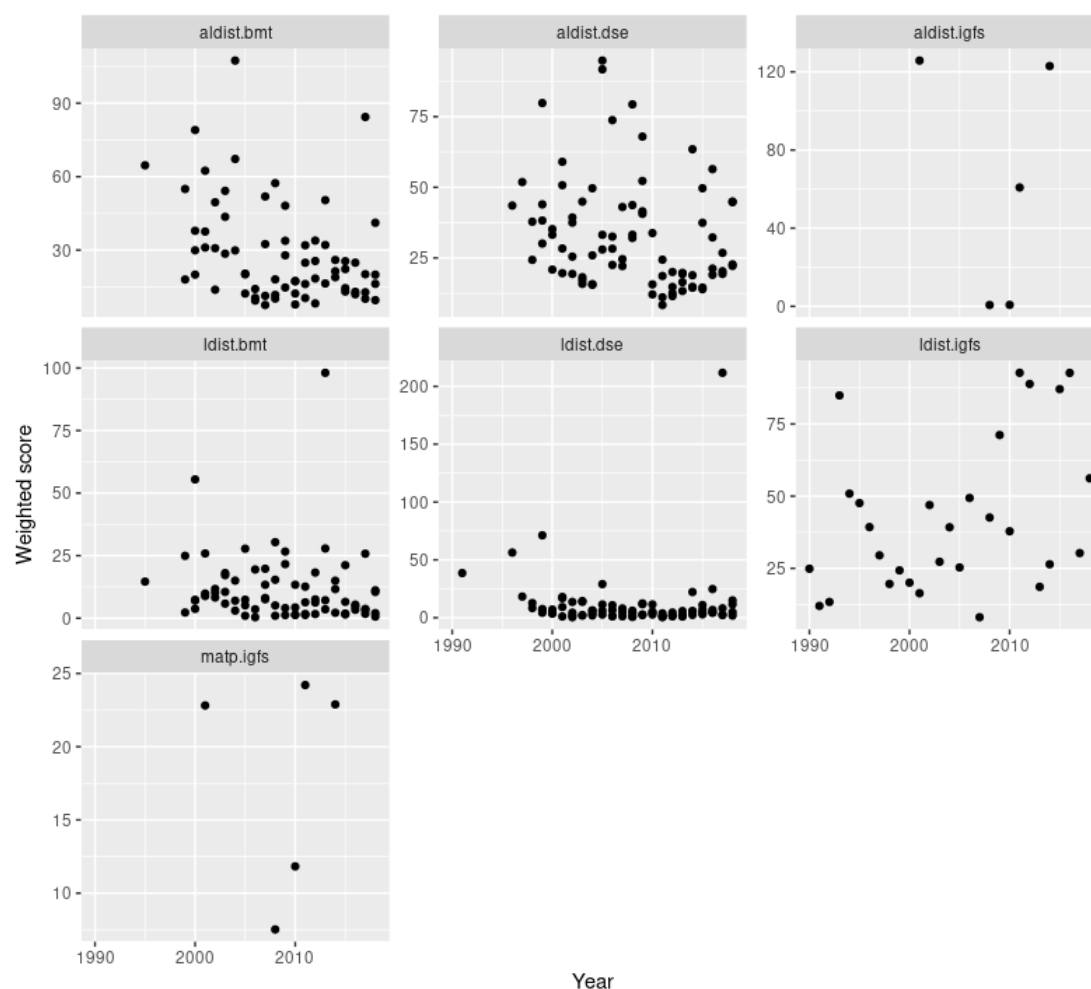 aldist.bmt aldist.dse aldist.igfs
90 75 120
60 50 80
30 25 40
0
ldist.bmt ldist.dse ldist.igfs
100 200 75
75 150 50
50 100 25
25 50
0 0
1990 2000 2010 1990 2000 2010
matp.igfs
25
20
15
10
1990 2000 2010
Weighted score
Year